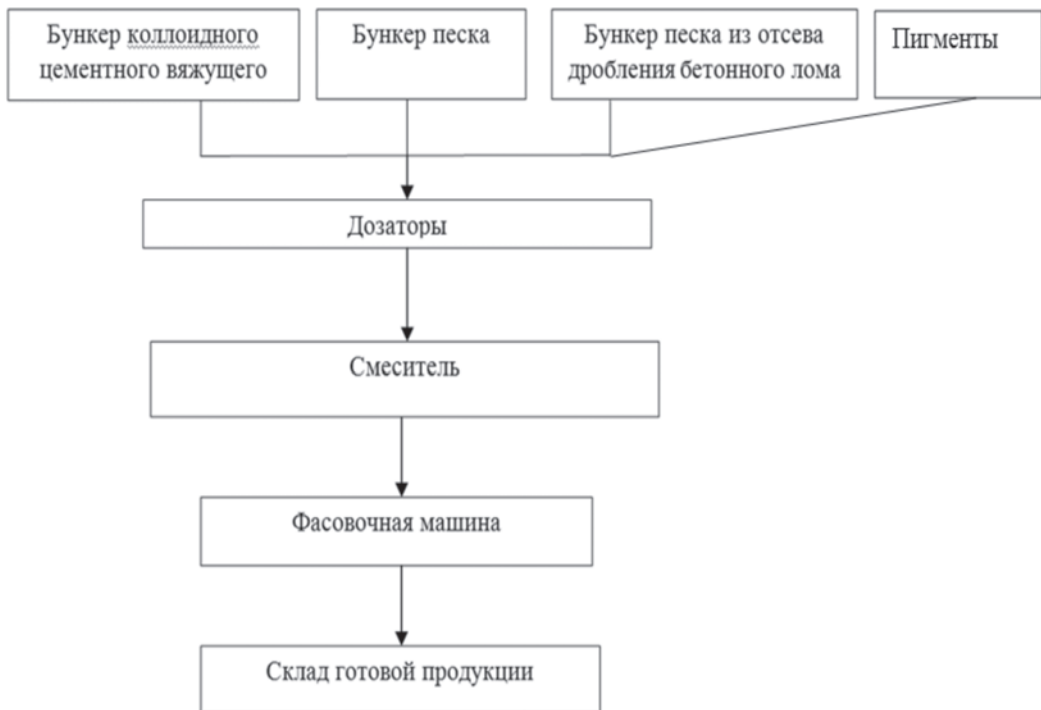 Бункер коллоидного
цементного вяжущего
Бункер песка
Бункер песка из отсева
дробления бетонного лома
Пигменты
Дозаторы
Смеситель
Фасовочная машина
Склад готовой продукции